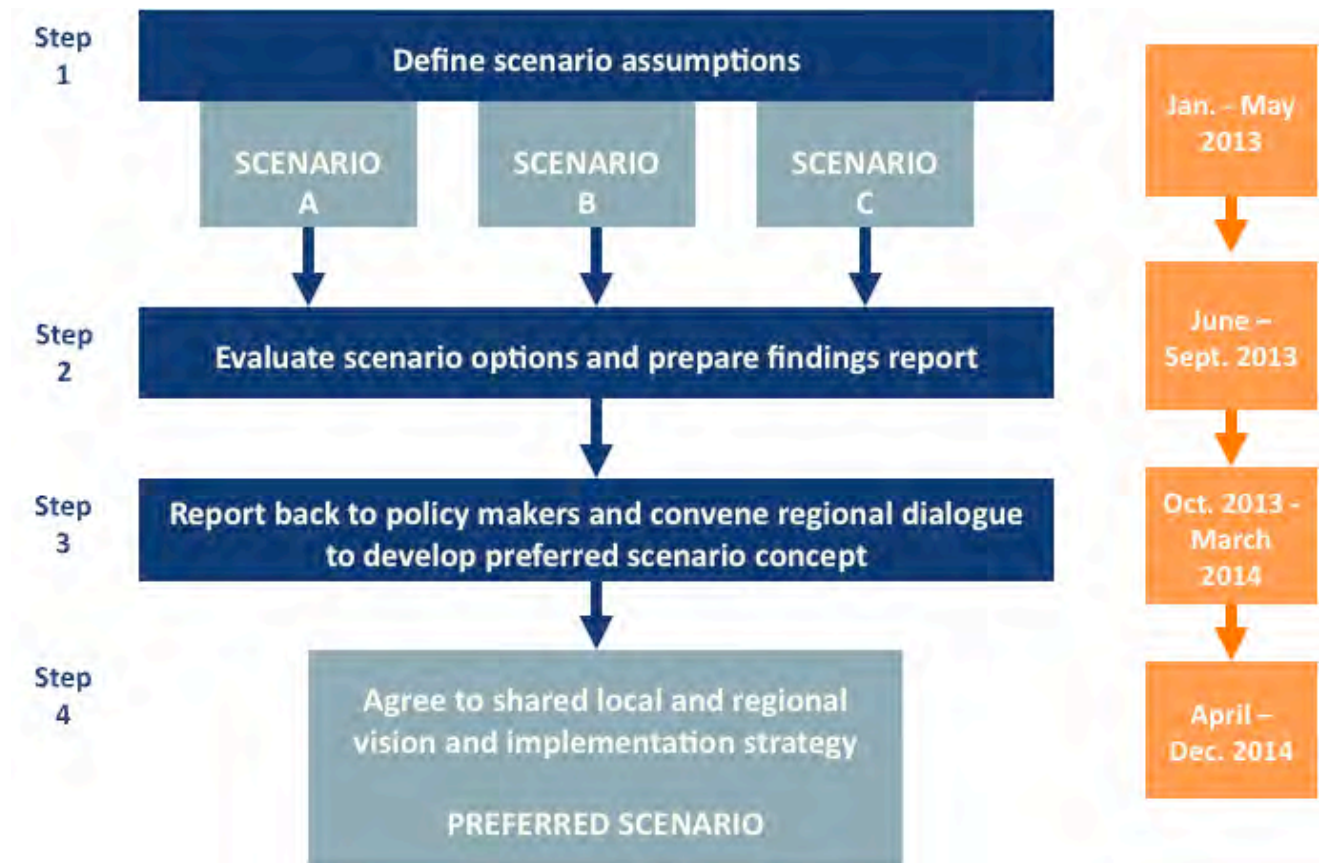 Step
1
Define scenario assumptions
SCENARIO
A
SCENARIO
B
SCENARIO
C
Jan. - May
2013
Step
2
Evaluate scenario options and prepare findings report
June –
Sept. 2013
Step
3
Report back to policy makers and convene regional dialogue
to develop preferred scenario concept
Oct. 2013 -
March
2014
Step
4
Agree to shared local and regional
vision and implementation strategy
PREFERRED SCENARIO
April –
Dec. 2014